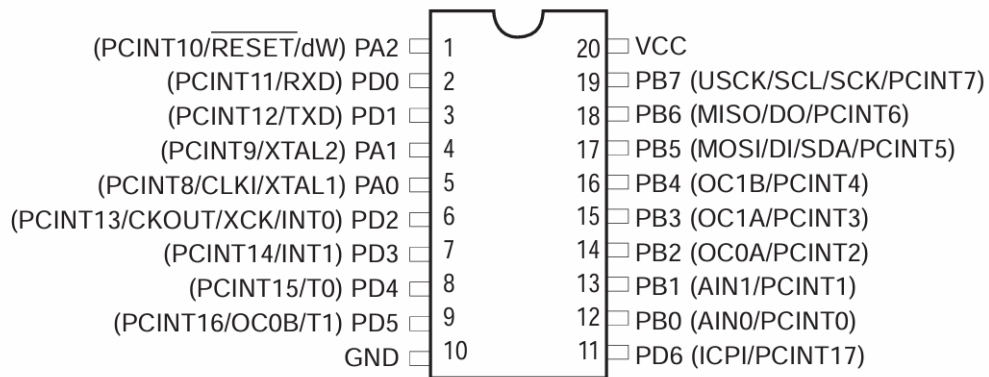 (PCINT10/RESET/dW) PA2 1 20 VCC
(PCINT11/RXD) PD0 2 19 PB7 (USCK/SCL/SCK/PCINT7)
(PCINT12/TXD) PD1 3 18 PB6 (MISO/DO/PCINT6)
(PCINT9/XTAL2) PA1 4 17 PB5 (MOSI/DI/SDA/PCINT5)
(PCINT8/CLKI/XTAL1) PA0 5 16 PB4 (OC1B/PCINT4)
(PCINT13/CKOUT/XCK/INT0) PD2 6 15 PB3 (OC1A/PCINT3)
(PCINT14/INT1) PD3 7 14 PB2 (OC0A/PCINT2)
(PCINT15/T0) PD4 8 13 PB1 (AIN1/PCINT1)
(PCINT16/OC0B/T1) PD5 9 12 PB0 (AIN0/PCINT0)
GND 10 11 PD6 (ICPI/PCINT17)